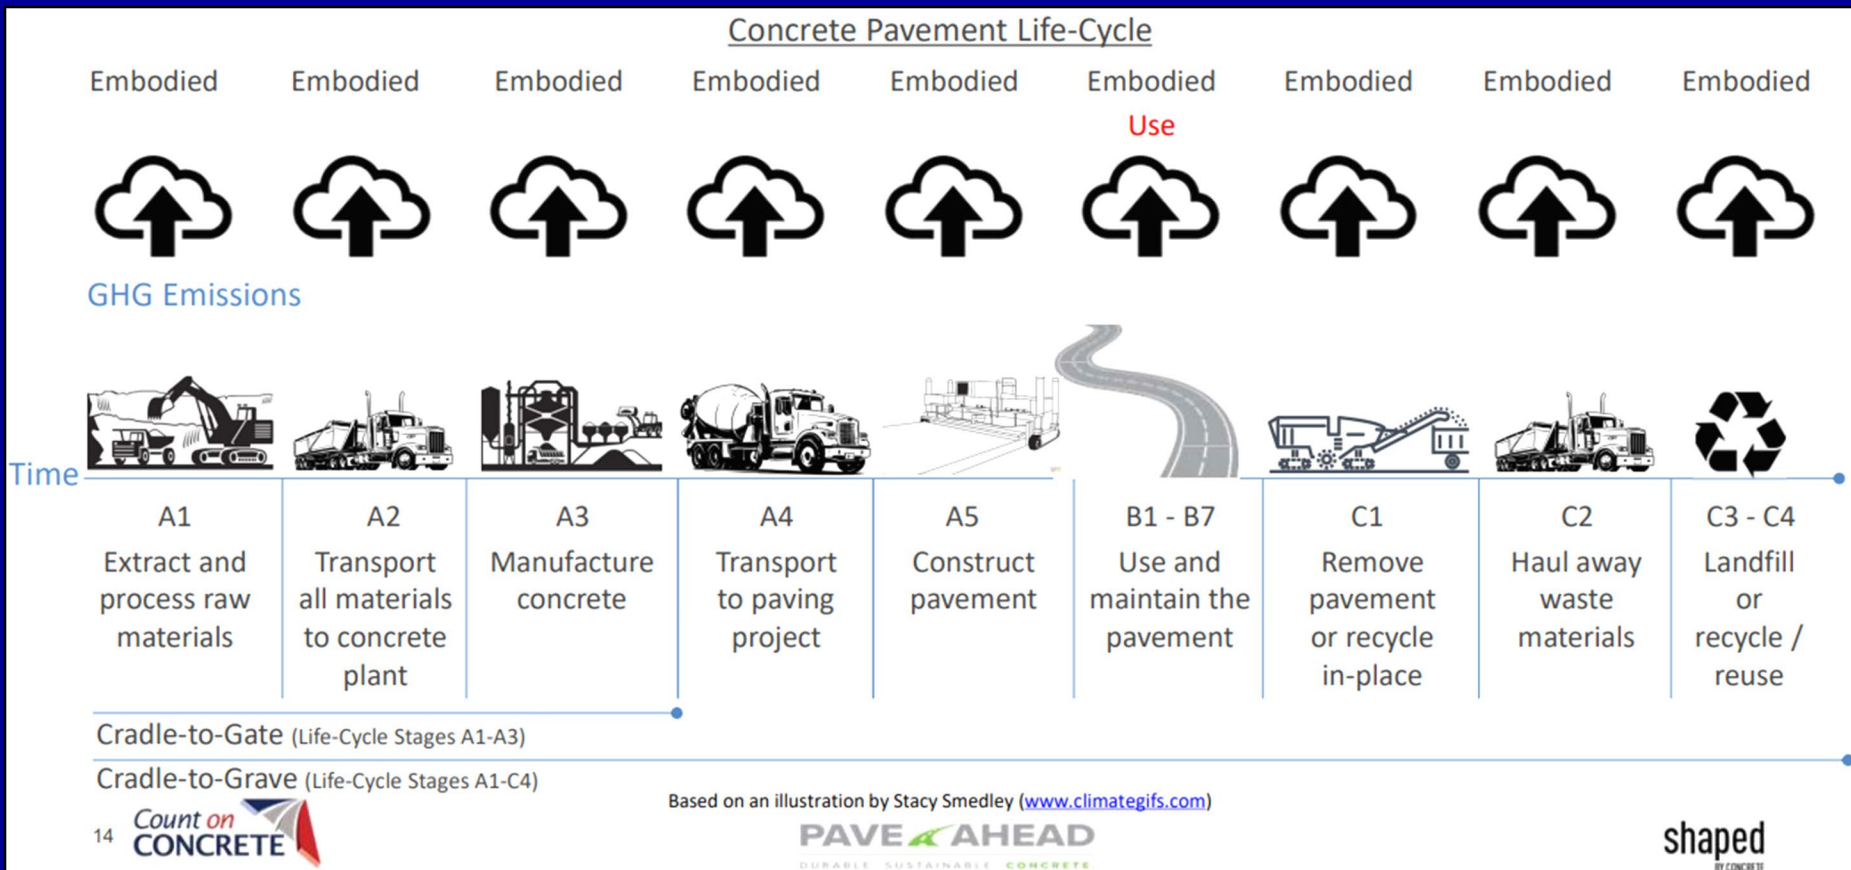 Concrete Pavement Life-Cycle
Embodied Embodied Embodied Embodied Embodied Embodied Embodied Embodied Embodied
Use
GHG Emissions
Time
A1
Extract and
process raw
materials
A2
Transport
all materials
to concrete
plant
A3
Manufacture
concrete
A4
Transport
to paving
project
A5
Construct
pavement
B1 - B7
Use and
maintain the
pavement
C1
Remove
pavement
or recycle
in-place
C2
Haul away
waste
materials
C3 - C4
Landfill
or
recycle /
reuse
Cradle-to-Gate (Life-Cycle Stages A1-A3)
Cradle-to-Grave (Life-Cycle Stages A1-C4)
Based on an illustration by Stacy Smedley (www.climategifs.com)
14
Count on
CONCRETE
PAVE AHEAD
DURABLE SUSTAINABLE CONCRETE
shaped
BY CONCRETE